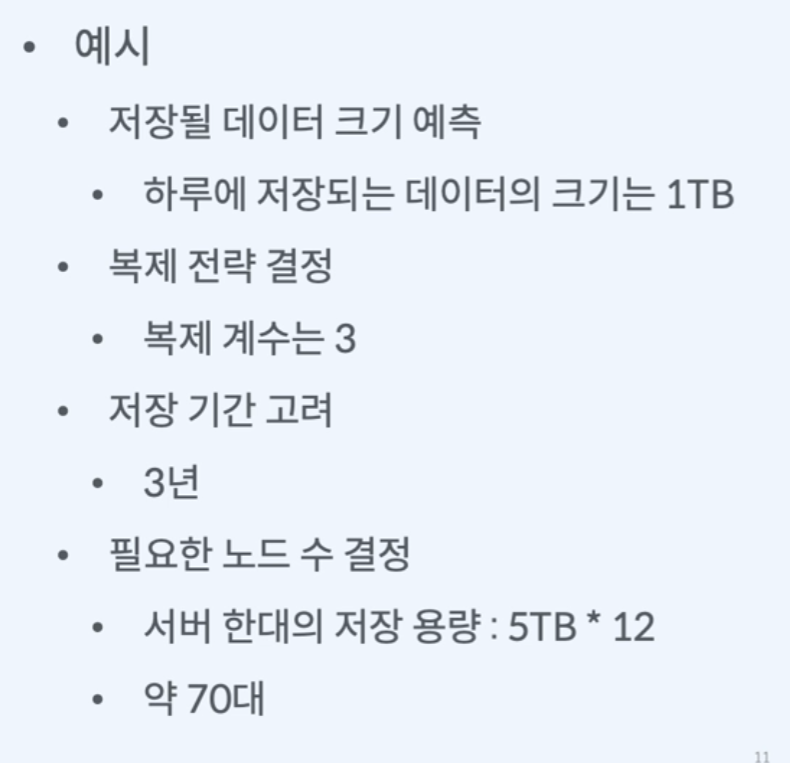 • 예시
• 저장될 데이터 크기 예측
• 하루에 저장되는 데이터의 크기는 1TB
• 복제 전략 결정
• 복제 계수는 3
• 저장 기간 고려
• 3년
• 필요한 노드 수 결정
• 서버 한대의 저장 용량 : 5TB * 12
• 약 70대
11